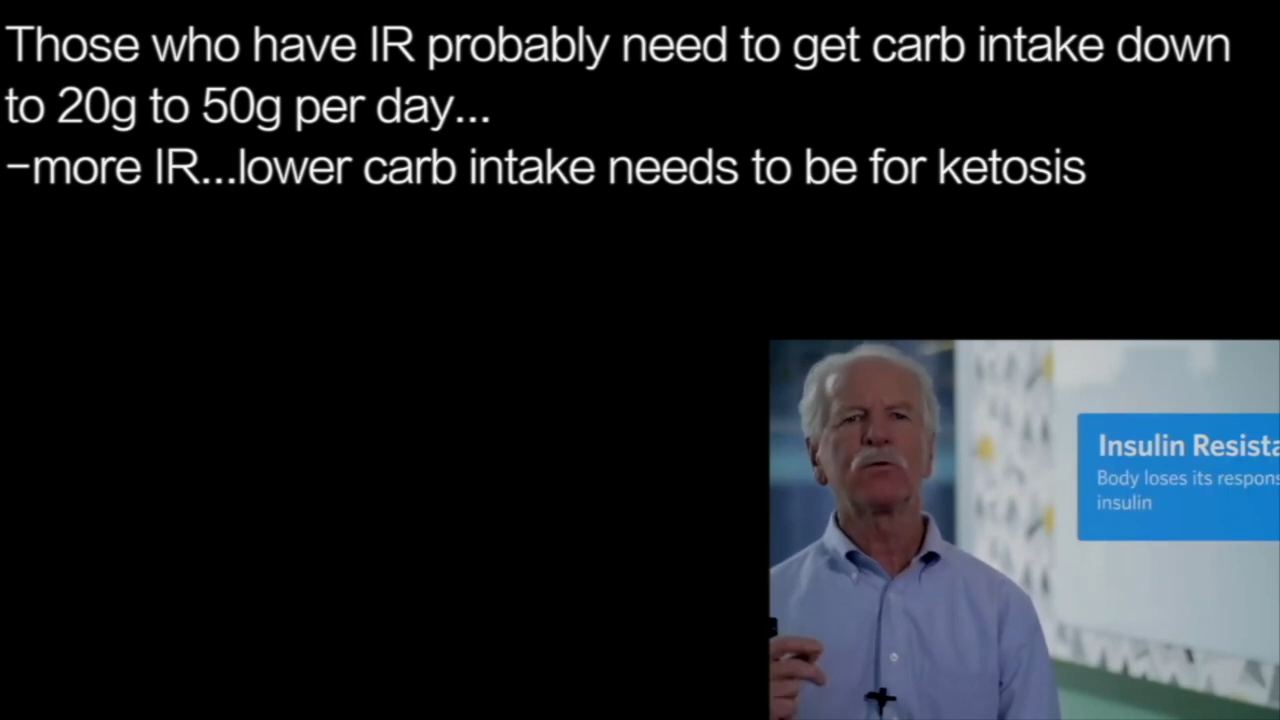 Those who have IR probably need to get carb intake down
to 20g to 50g per day...
–more IR...lower carb intake needs to be for ketosis
Insulin Resista
Body loses its respons
insulin